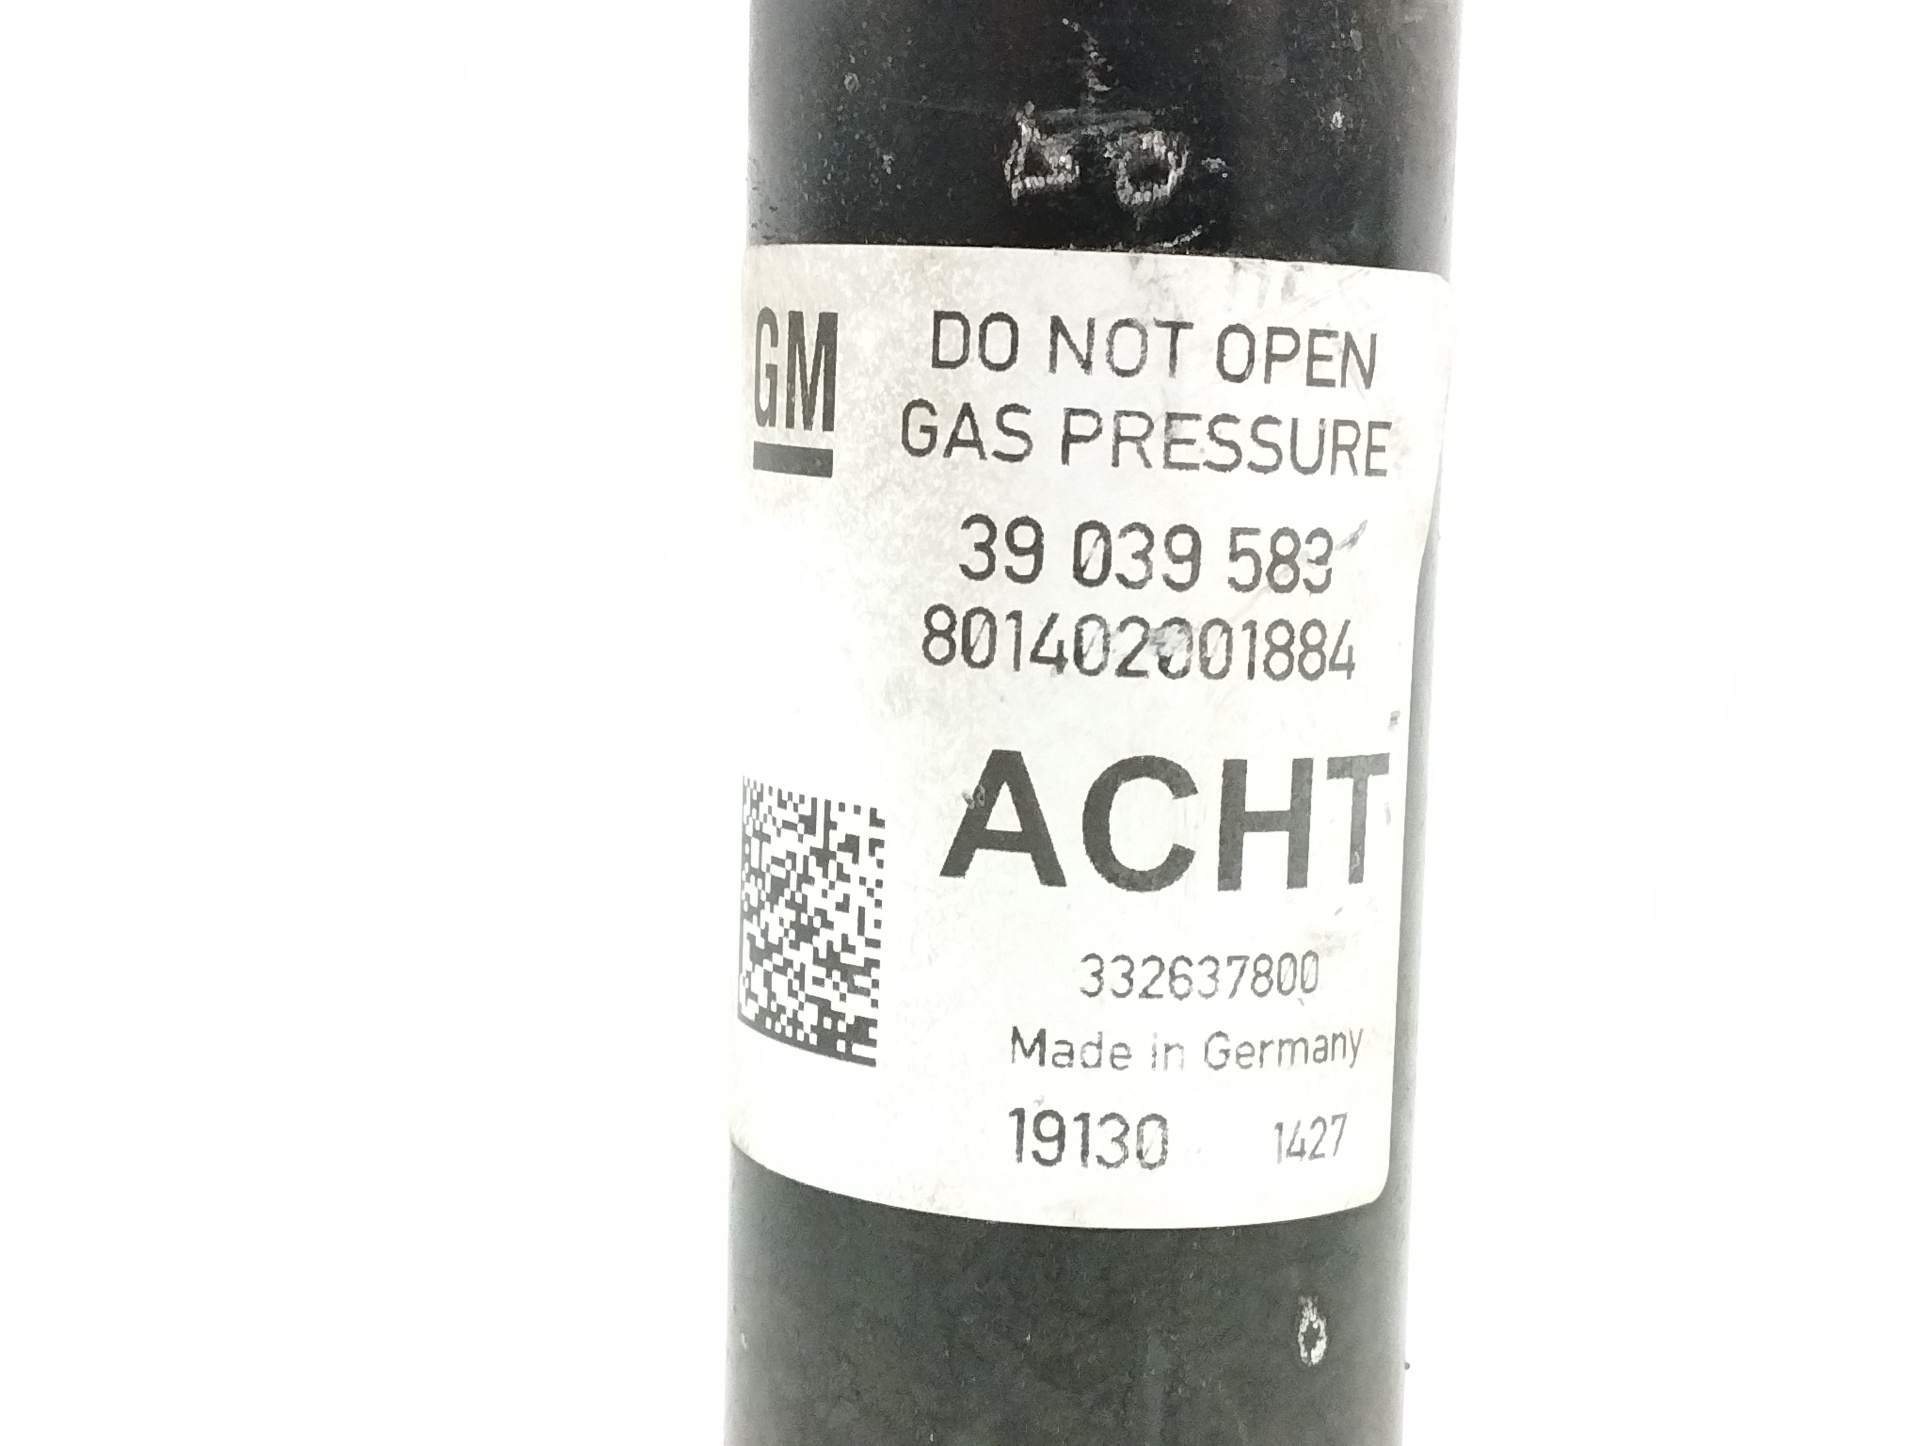 GM
DO NOT OPEN
GAS PRESSURE
39 039 583
801402001884
ACHT
332637800
Made in Germany
19130 1427